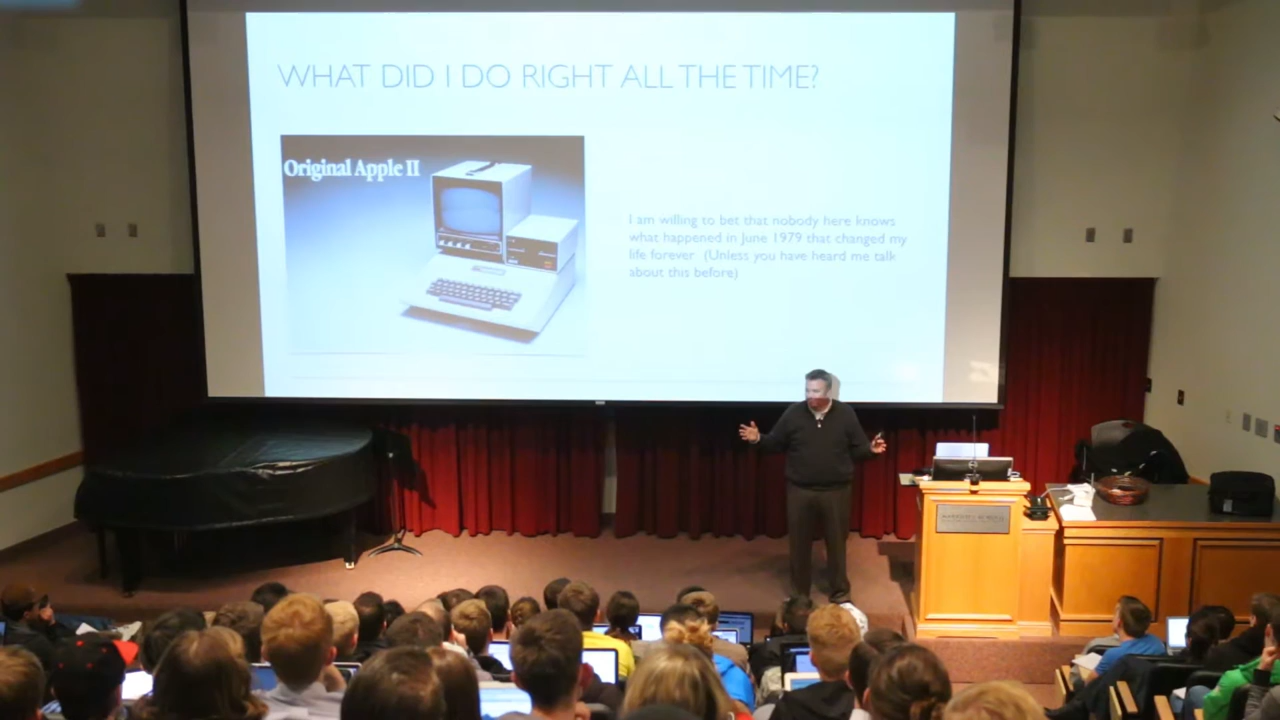 WHAT DID I DO RIGHT ALL THE TIME?
Original Apple II
I am willing to bet that nobody here knows
what happened in June 1979 that changed my
life forever (Unless you have heard me talk
about this before)